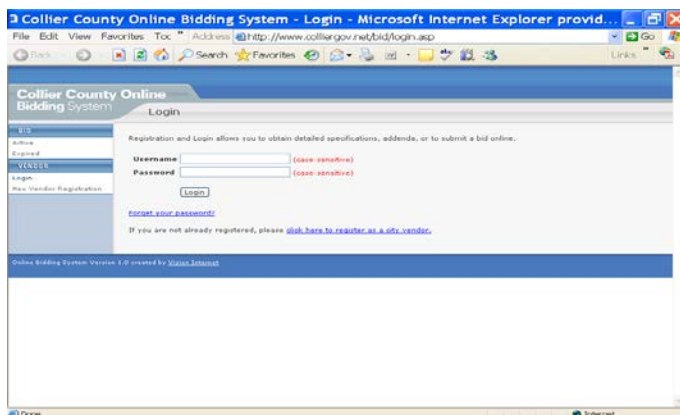 Collier County Online Bidding System - Login - Microsoft Internet Explorer provid...
File Edit View Favorites Toc " Address http://www.colliergov.net/bid/login.asp Go
Back Search Favorites Links "
Collier County Online
Bidding System
Login
BID
Active
Expired
VENDOR
Login
New Vendor Registration
Registration and Login allows you to obtain detailed specifications, addenda, or to submit a bid online.
Username (case-sensitive)
Password (case-sensitive)
Login
Forget your password?
If you are not already registered, please click here to register as a city vendor.
Online Bidding System Version 1.0 created by Vision Internet
Done Internet